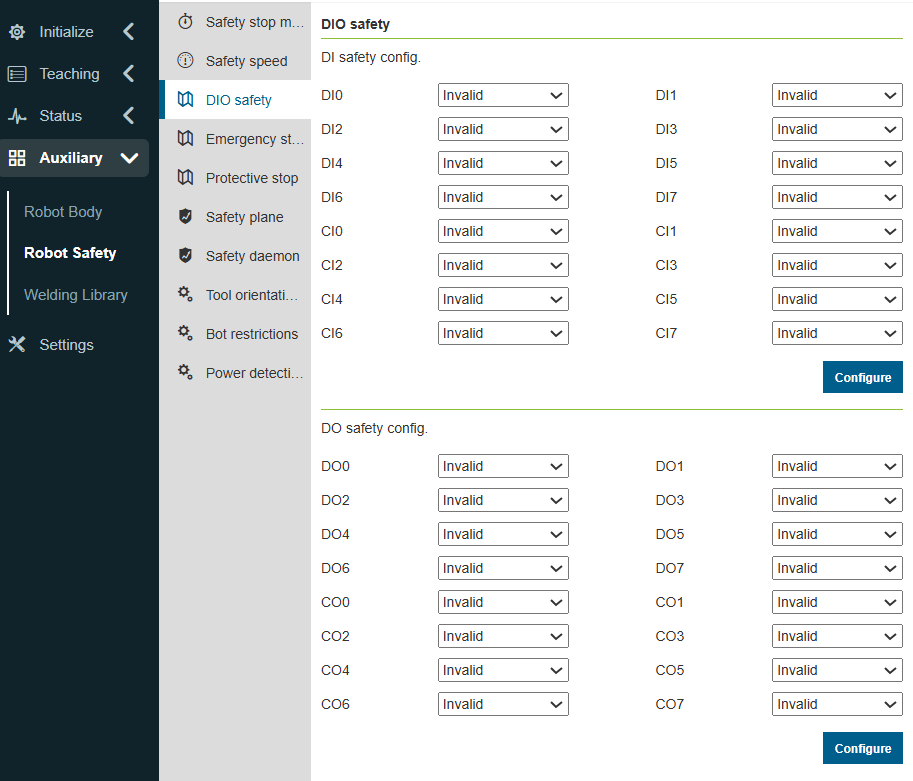 Initialize
Teaching
Status
Auxiliary
Robot Body
Robot Safety
Welding Library
Settings
Safety stop m...
Safety speed
DIO safety
Emergency st...
Protective stop
Safety plane
Safety daemon
Tool orientati...
Bot restrictions
Power detecti...
DIO safety
DI safety config.
DI0 Invalid DI1 Invalid
DI2 Invalid DI3 Invalid
DI4 Invalid DI5 Invalid
DI6 Invalid DI7 Invalid
CI0 Invalid CI1 Invalid
CI2 Invalid CI3 Invalid
CI4 Invalid CI5 Invalid
CI6 Invalid CI7 Invalid
Configure
DO safety config.
DO0 Invalid DO1 Invalid
DO2 Invalid DO3 Invalid
DO4 Invalid DO5 Invalid
DO6 Invalid DO7 Invalid
CO0 Invalid CO1 Invalid
CO2 Invalid CO3 Invalid
CO4 Invalid CO5 Invalid
CO6 Invalid CO7 Invalid
Configure